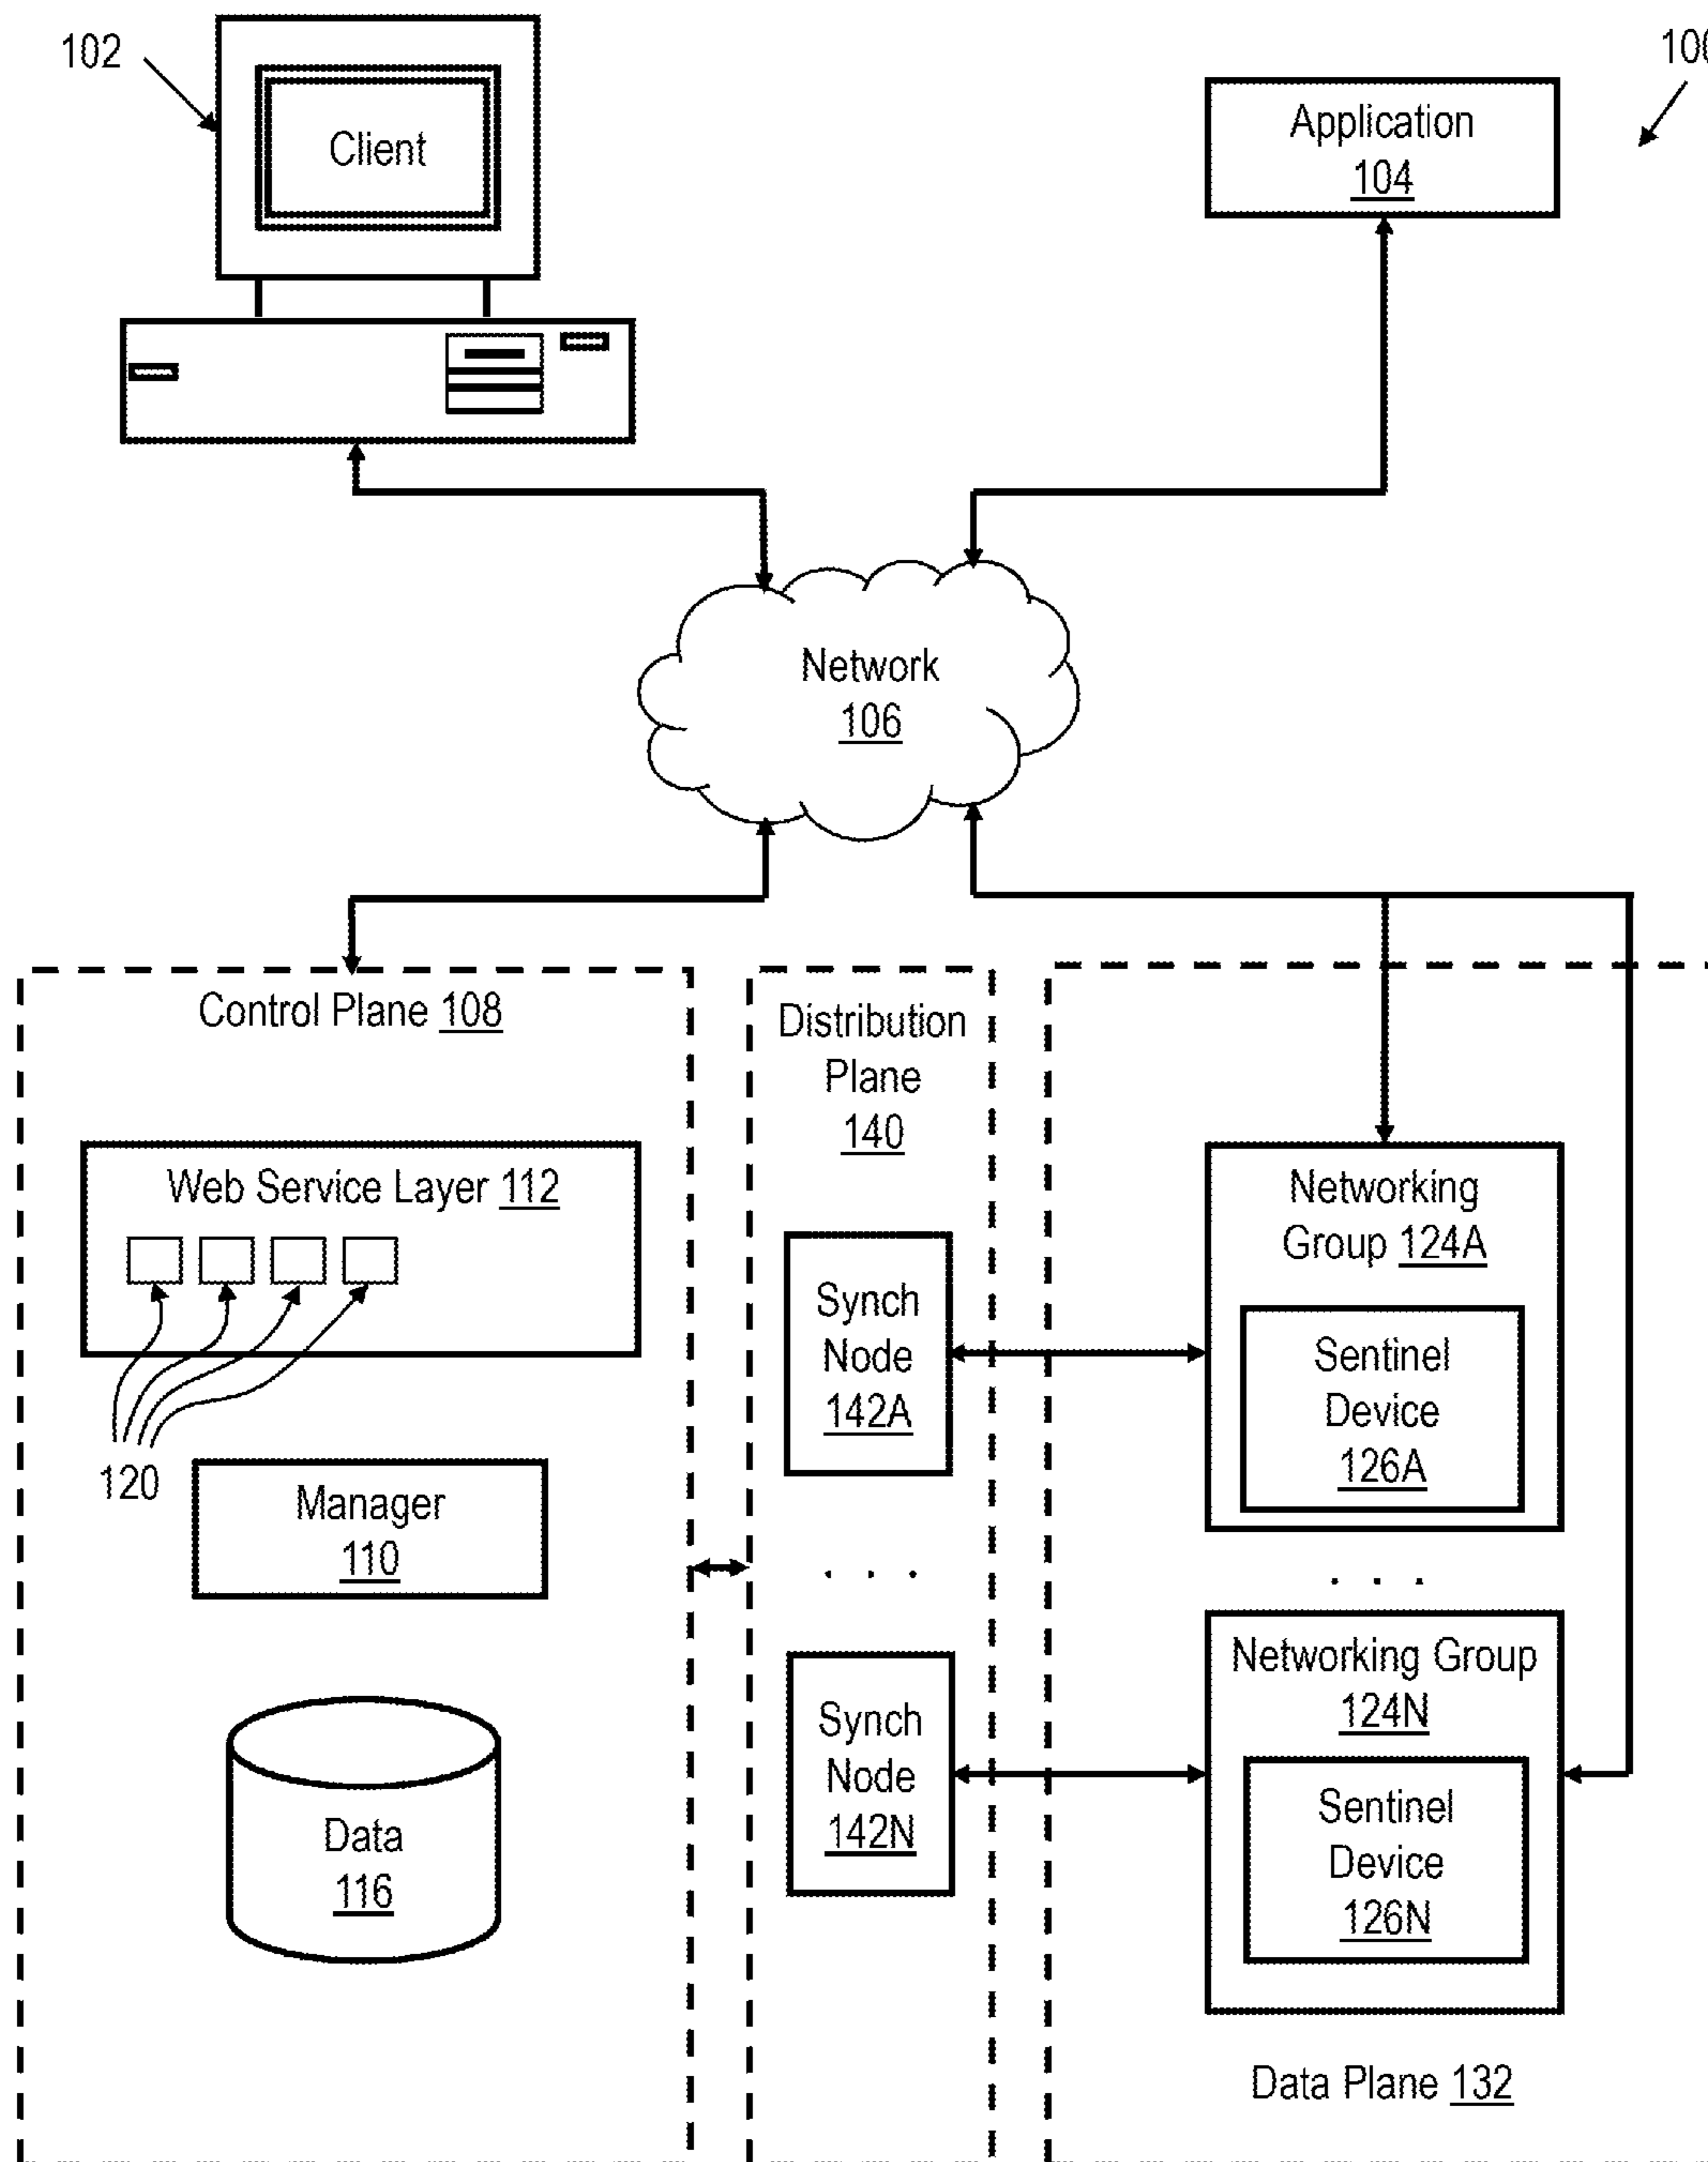 102
Client
Application
104
Network
106
Control Plane 108
Web Service Layer 112
120
Manager
110
Data
116
Distribution
Plane
140
Synch
Node
142A
. . .
Synch
Node
142N
Networking
Group 124A
Sentinel
Device
126A
. . .
Networking Group
124N
Sentinel
Device
126N
Data Plane 132